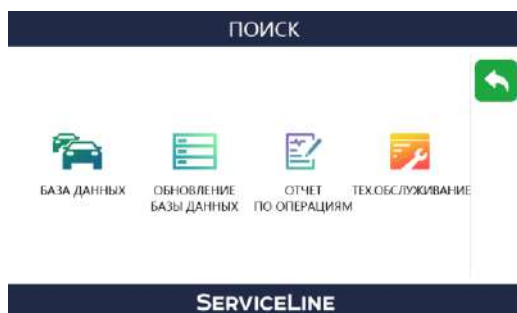 ПОИСК
БАЗА ДАННЫХ
ОБНОВЛЕНИЕ
БАЗЫ ДАННЫХ
ОТЧЕТ
ПО ОПЕРАЦИЯМ
ТЕХ.ОБСЛУЖИВАНИЕ
SERVICELINE